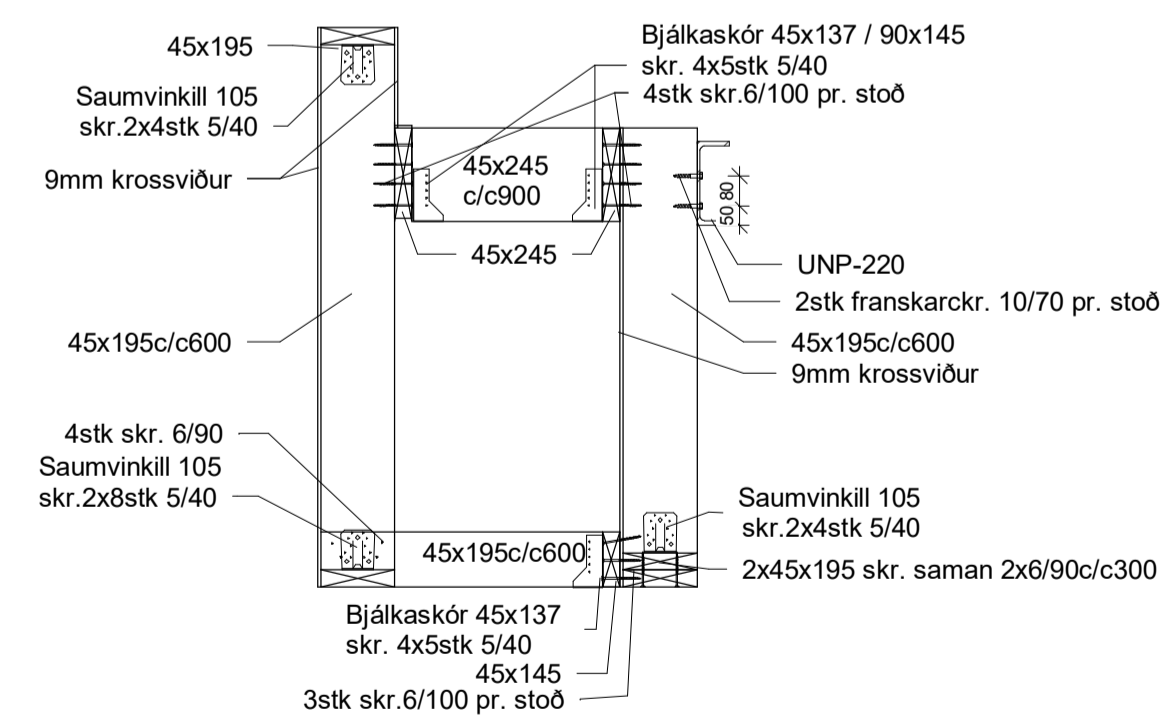 45x195
Saumvinkill 105
skr.2x4stk 5/40
9mm krossviður
Bjálkaskór 45x137 / 90x145
skr. 4x5stk 5/40
4stk skr.6/100 pr. stoð
45x245
c/c900
45x245
50 80
UNP-220
2stk franskarckr. 10/70 pr. stoð
45x195c/c600
45x195c/c600
9mm krossviður
4stk skr. 6/90
Saumvinkill 105
skr.2x8stk 5/40
45x195c/c600
Saumvinkill 105
skr.2x4stk 5/40
2x45x195 skr. saman 2x6/90c/c300
Bjálkaskór 45x137
skr. 4x5stk 5/40
45x145
3stk skr.6/100 pr. stoð